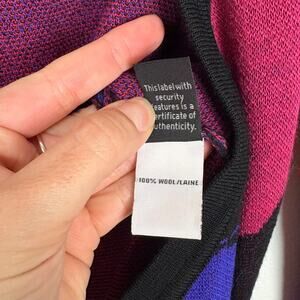 This label with
security
features is a
certificate of
authenticity.
100% WOOL/LAINE